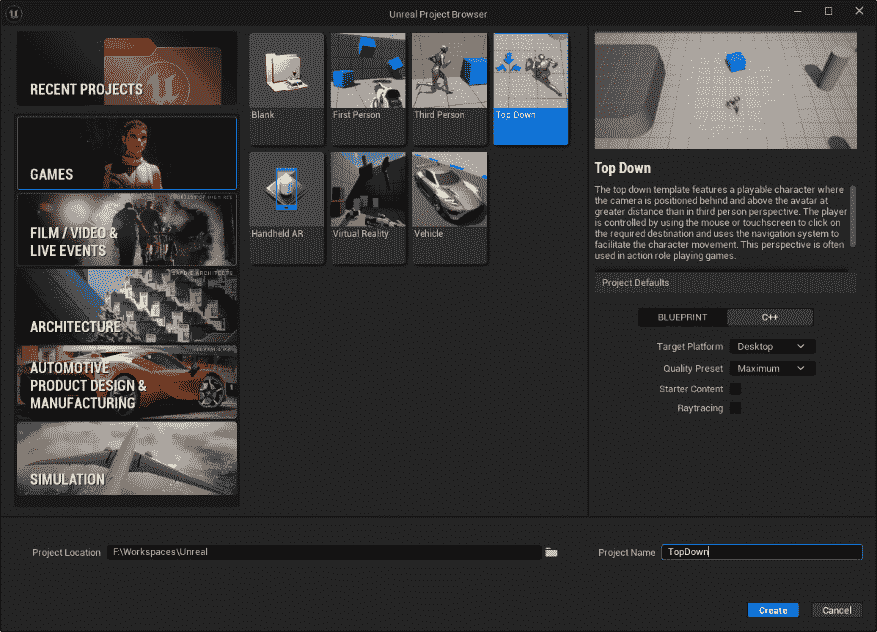 Unreal Project Browser
RECENT PROJECTS
GAMES
FILM / VIDEO &
LIVE EVENTS
ARCHITECTURE
AUTOMOTIVE
PRODUCT DESIGN &
MANUFACTURING
SIMULATION
Blank
First Person
Third Person
Top Down
Handheld AR
Virtual Reality
Vehicle
Top Down
The top down template features a playable character where
the camera is positioned behind and above the avatar at
greater distance than in third person perspective. The player
is controlled by using the mouse or touchscreen to click on
the required destination and uses the navigation system to
facilitate the character movement. This perspective is often
used in action role playing games.
Project Defaults
BLUEPRINT
C++
Target Platform Desktop
Quality Preset Maximum
Starter Content
Raytracing
Project Location F:\Workspaces\Unreal
Project Name TopDown
Create
Cancel